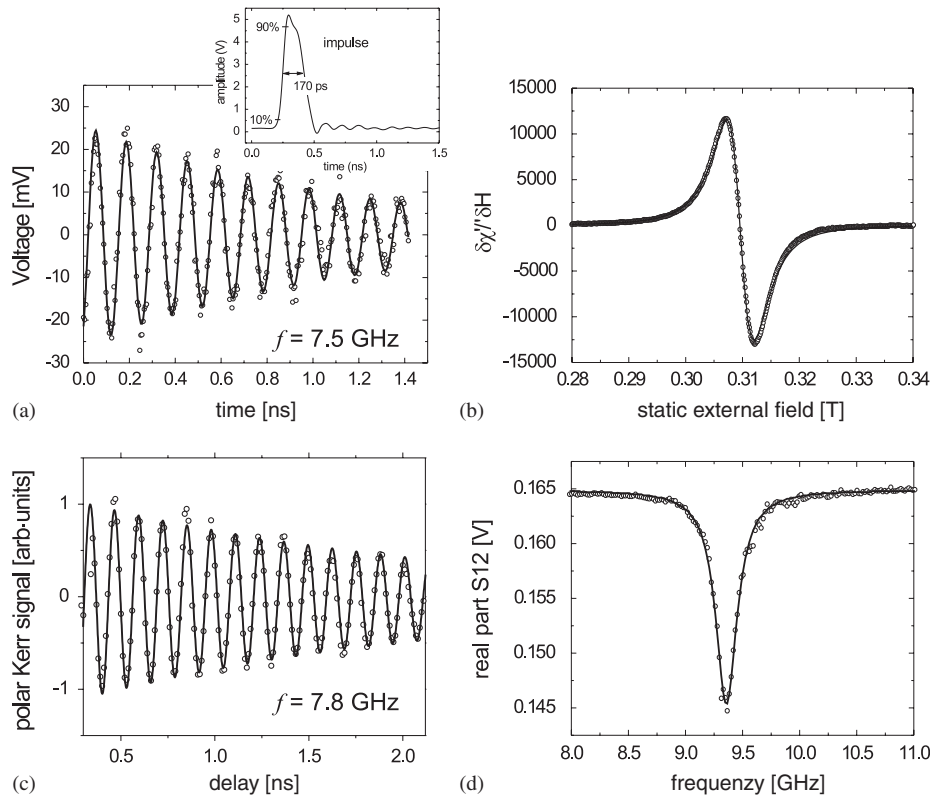 5
4
3
2
1
0
amplitude (V)
90%
10%
impulse
170 ps
0.0 0.5 1.0 1.5
time (ns)
30
20
10
0
-10
-20
-30
Voltage [mV]
f = 7.5 GHz
0.0 0.2 0.4 0.6 0.8 1.0 1.2 1.4
(a) time [ns]
15000
10000
5000
0
-5000
-10000
-15000
δχ/''δH
0.28 0.29 0.30 0.31 0.32 0.33 0.34
(b) static external field [T]
1
0
-1
polar Kerr signal [arb·units]
f = 7.8 GHz
0.5 1.0 1.5 2.0
(c) delay [ns]
0.165
0.160
0.155
0.150
0.145
real part S12 [V]
8.0 8.5 9.0 9.5 10.0 10.5 11.0
(d) frequenzy [GHz]